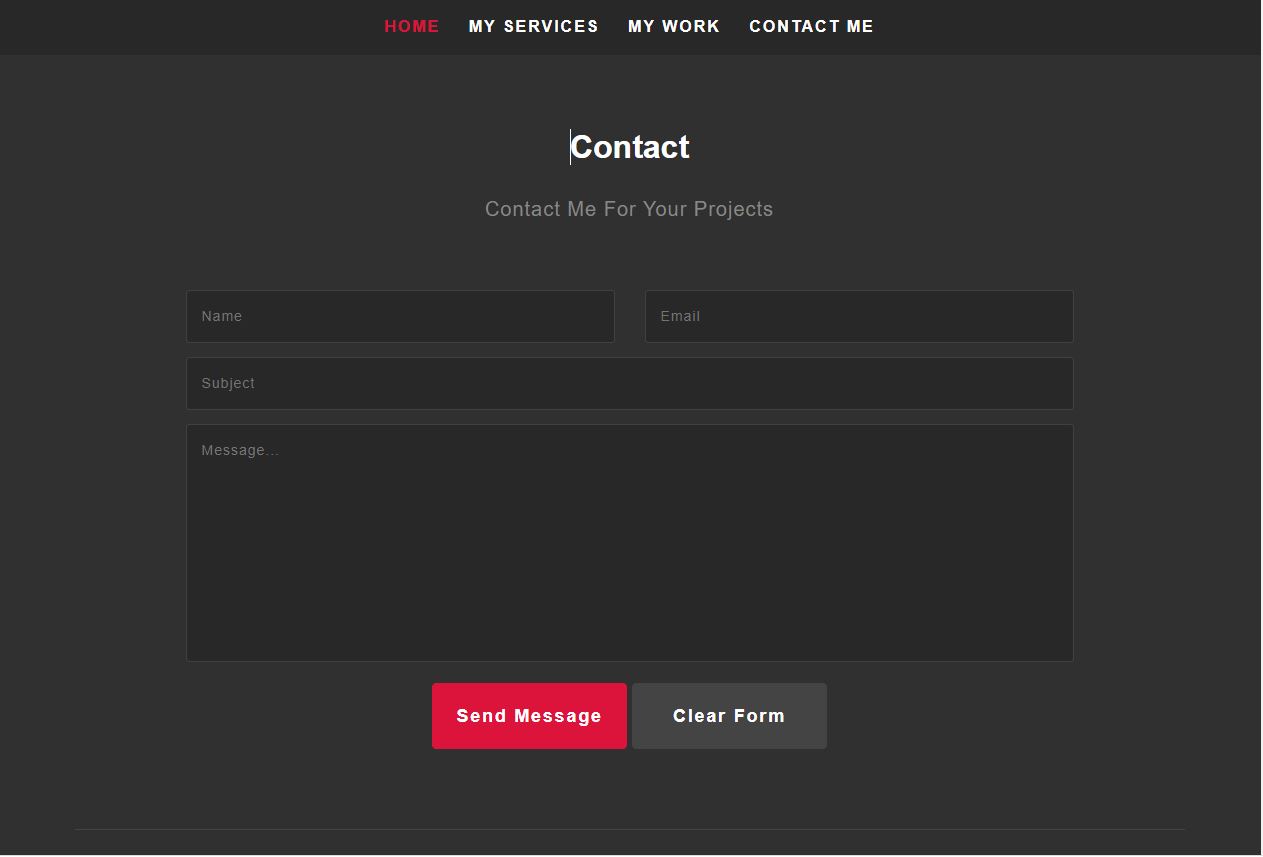 HOME MY SERVICES MY WORK CONTACT ME
Contact
Contact Me For Your Projects
Name Email
Subject
Message...
Send Message Clear Form